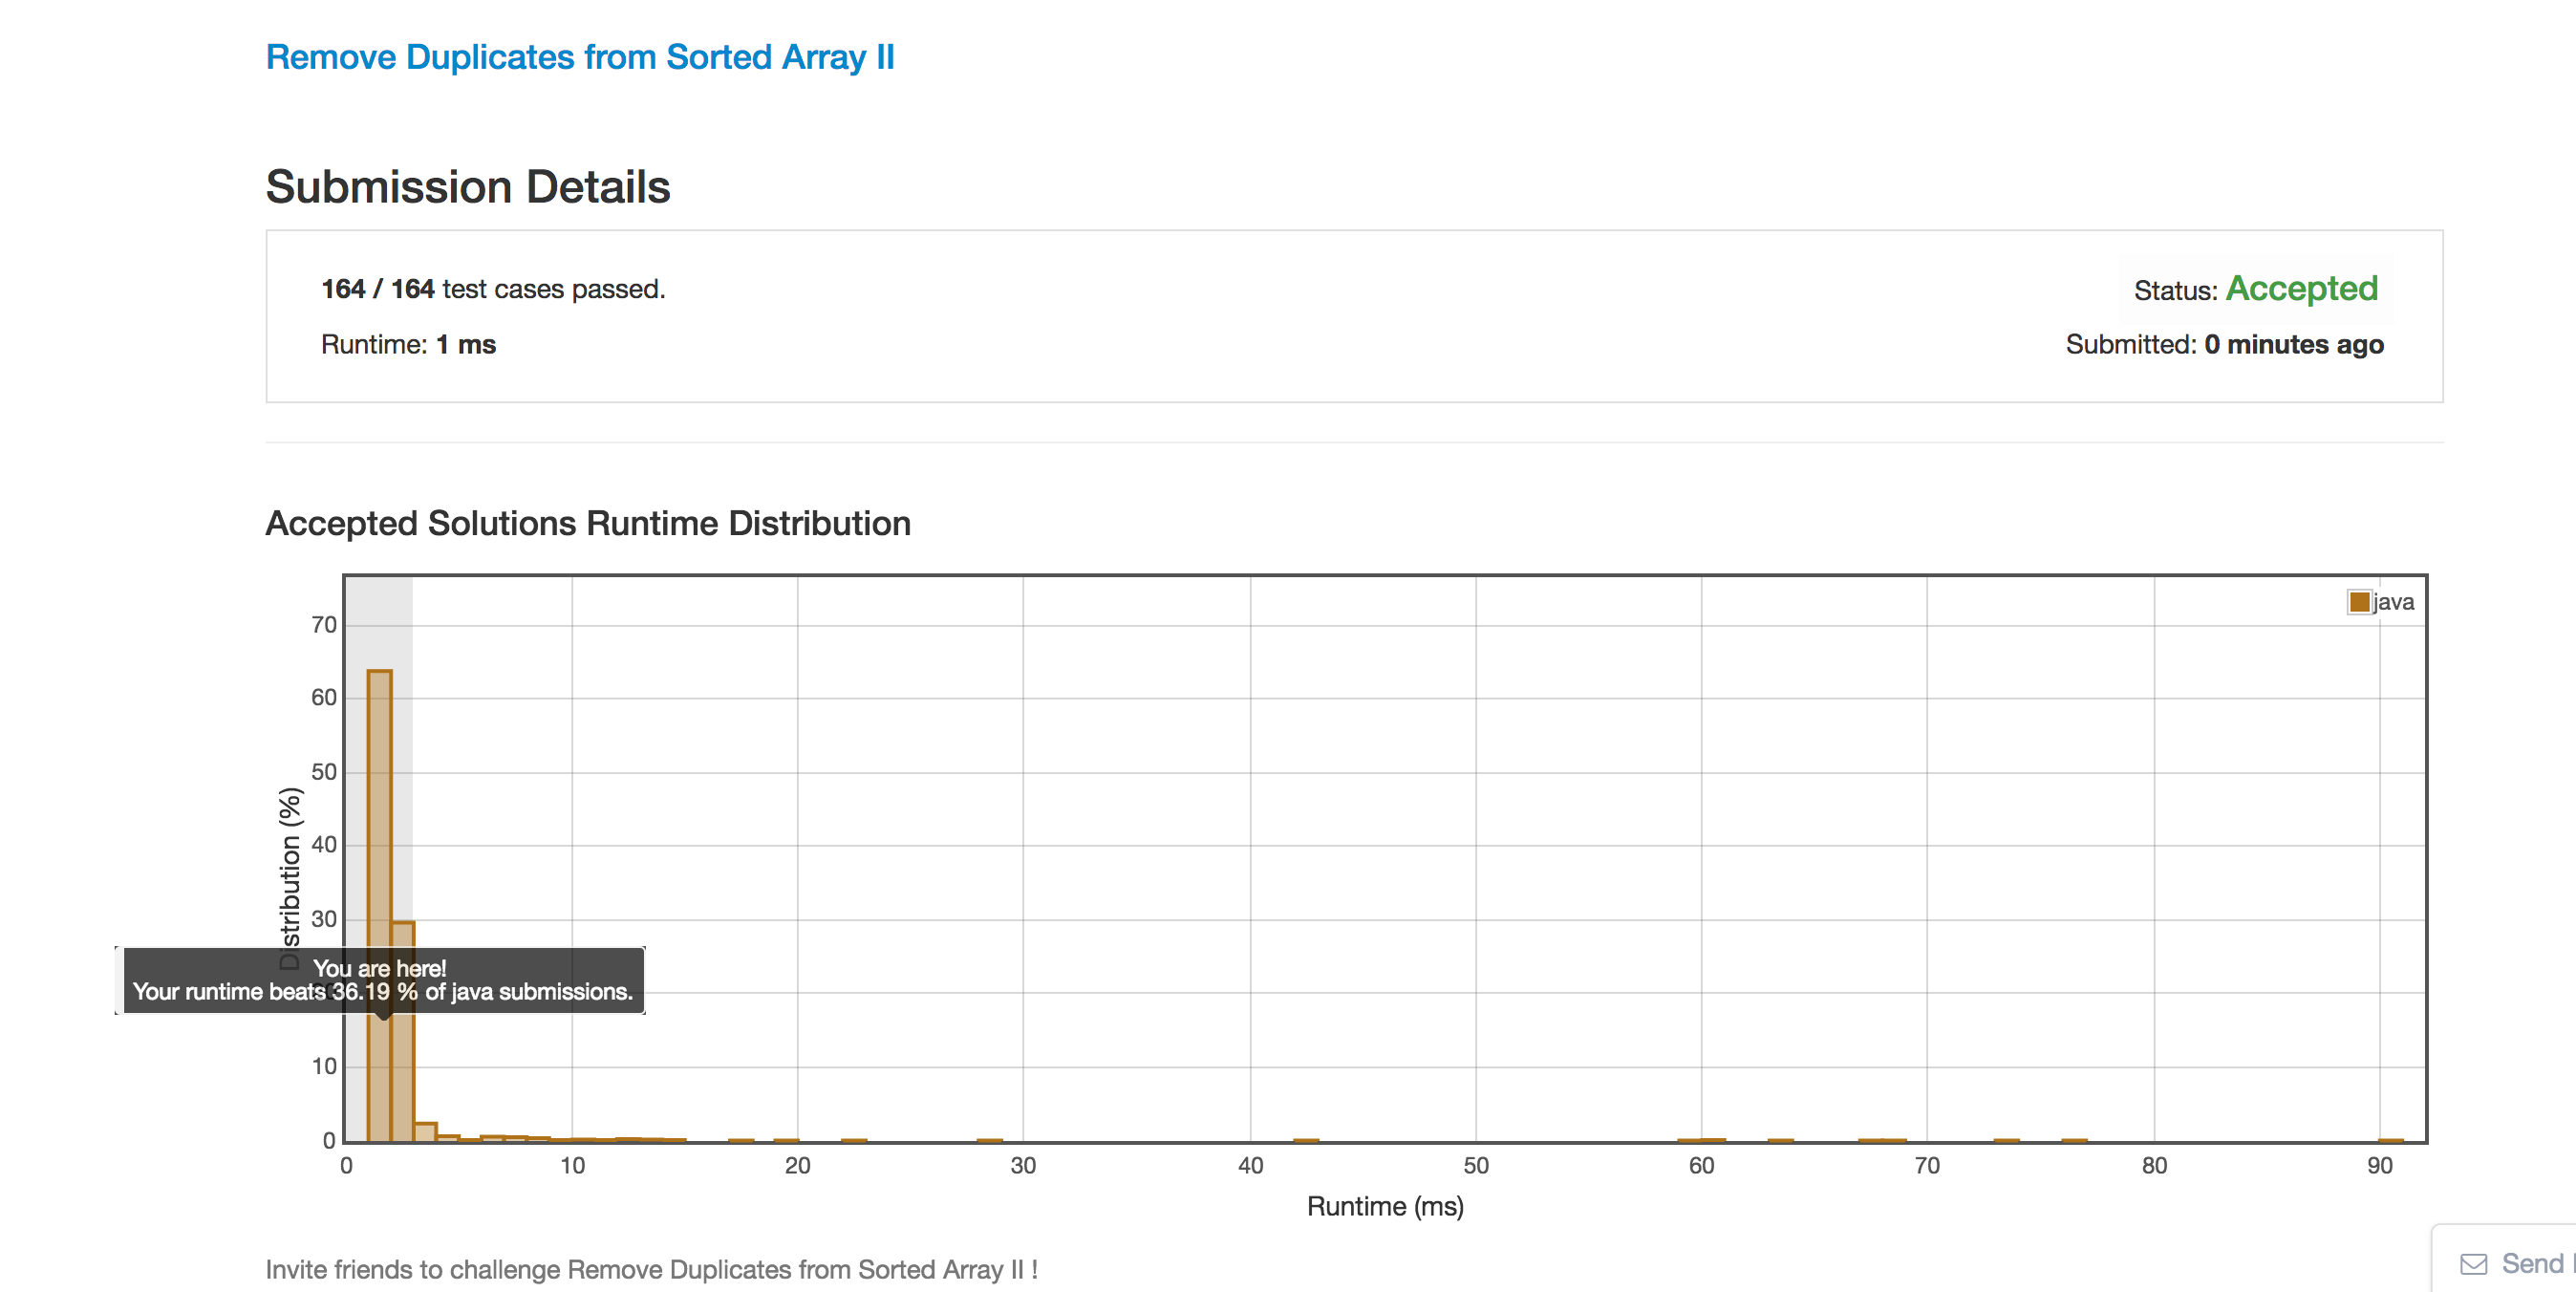 Remove Duplicates from Sorted Array II
Submission Details
164 / 164 test cases passed.
Status: Accepted
Runtime: 1 ms
Submitted: 0 minutes ago
Accepted Solutions Runtime Distribution
java
Distribution (%)
70
60
50
40
30
20
10
0
You are here!
Your runtime beats 36.19 % of java submissions.
0 10 20 30 40 50 60 70 80 90
Runtime (ms)
Invite friends to challenge Remove Duplicates from Sorted Array II !
Send